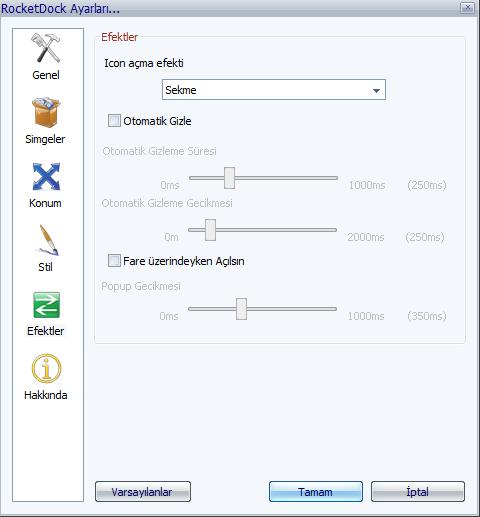 RocketDock Ayarları...
Genel
Simgeler
Konum
Stil
Efektler
Hakkında
Efektler
Icon açma efekti
Sekme
Otomatik Gizle
Otomatik Gizleme Süresi
0ms 1000ms (250ms)
Otomatik Gizleme Gecikmesi
0m 2000ms (250ms)
Fare üzerindeyken Açılsın
Popup Gecikmesi
0ms 1000ms (350ms)
Varsayılanlar Tamam İptal